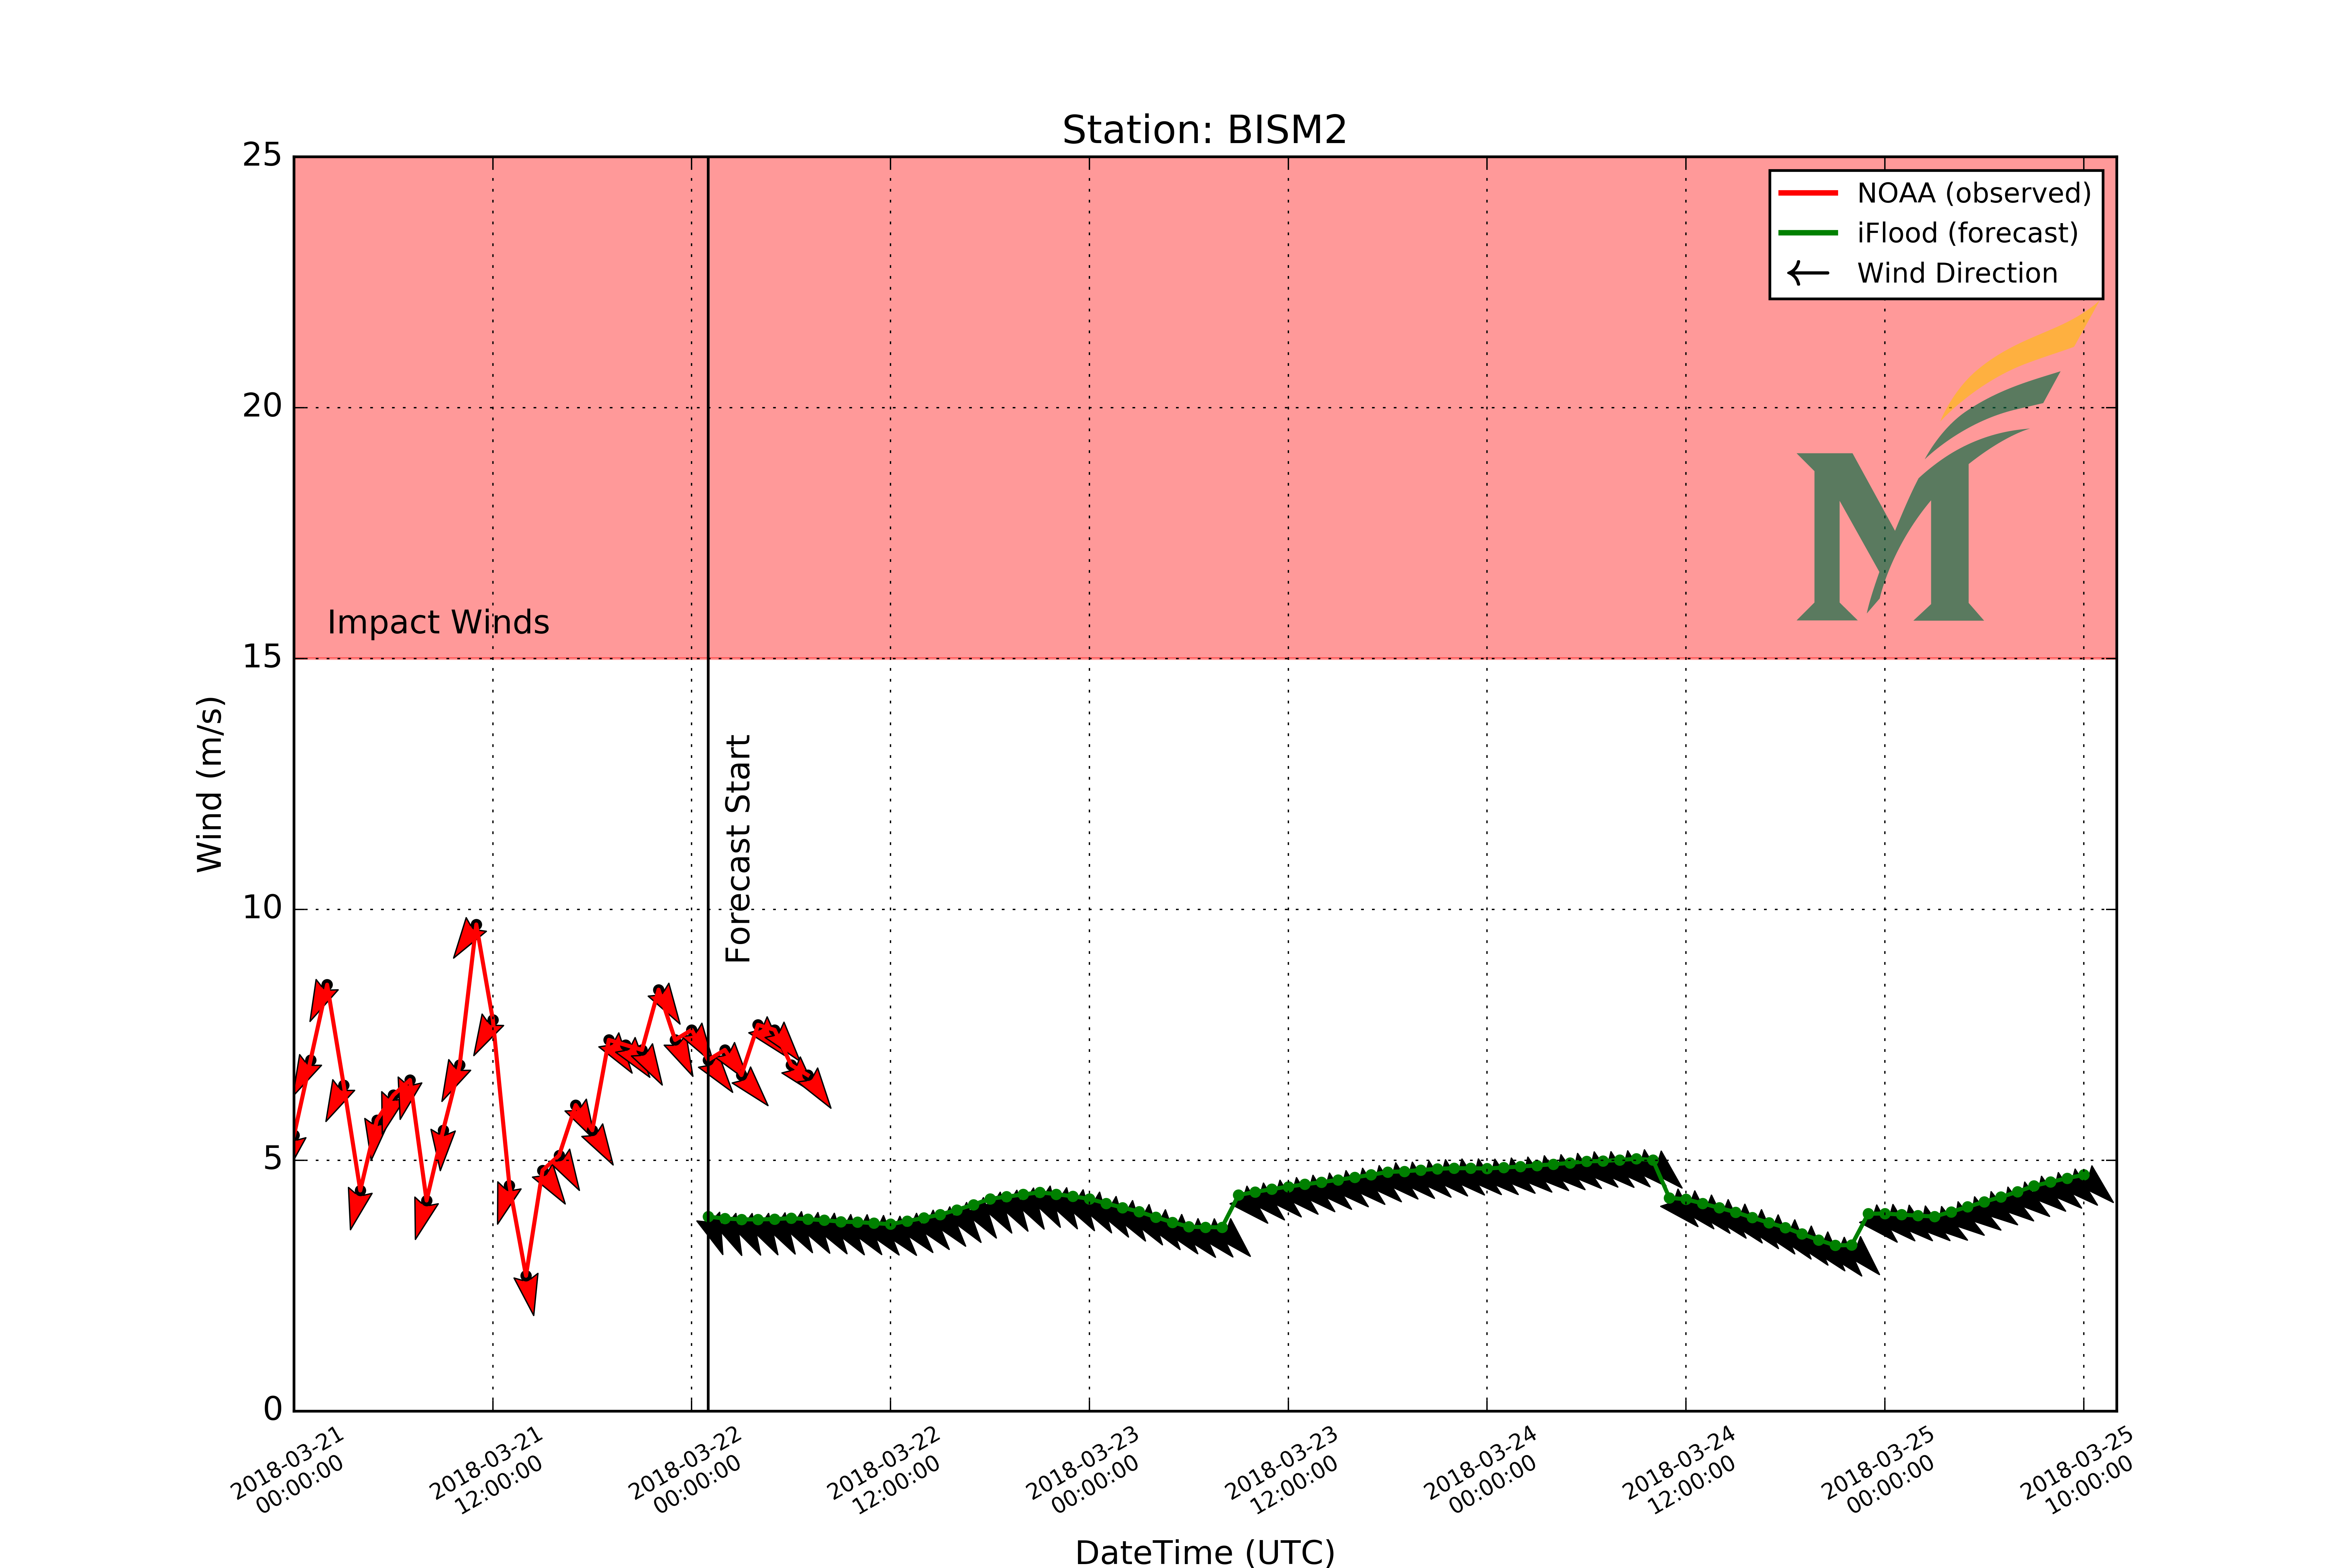 Station: BISM2
25
20
15
10
5
0
Wind (m/s)
NOAA (observed)
iFlood (forecast)
Wind Direction
M
Impact Winds
Forecast Start
2018-03-21
00:00:00
2018-03-21
12:00:00
2018-03-22
00:00:00
2018-03-22
12:00:00
2018-03-23
00:00:00
2018-03-23
12:00:00
2018-03-24
00:00:00
2018-03-24
12:00:00
2018-03-25
00:00:00
2018-03-25
10:00:00
DateTime (UTC)